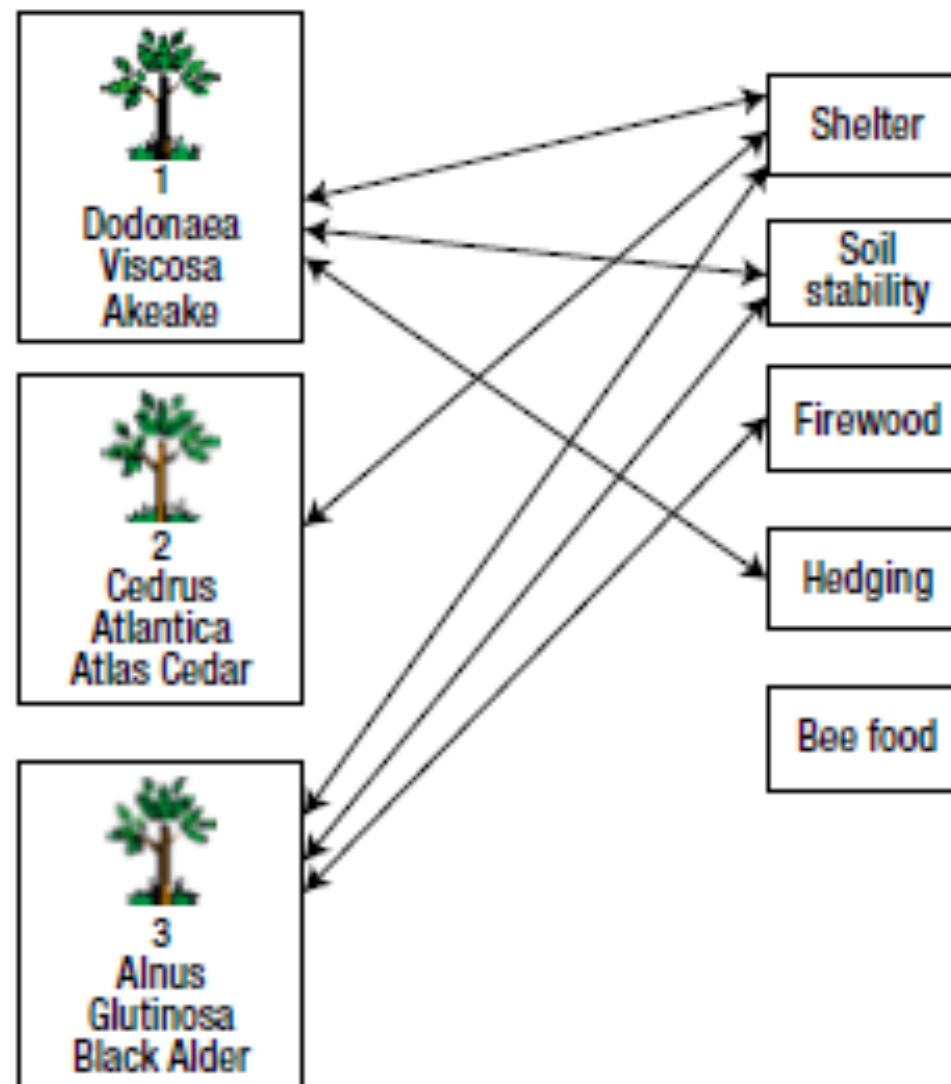 1
Dodonaea
Viscosa
Akeake
2
Cedrus
Atlantica
Atlas Cedar
3
Alnus
Glutinosa
Black Alder
Shelter
Soil
stability
Firewood
Hedging
Bee food